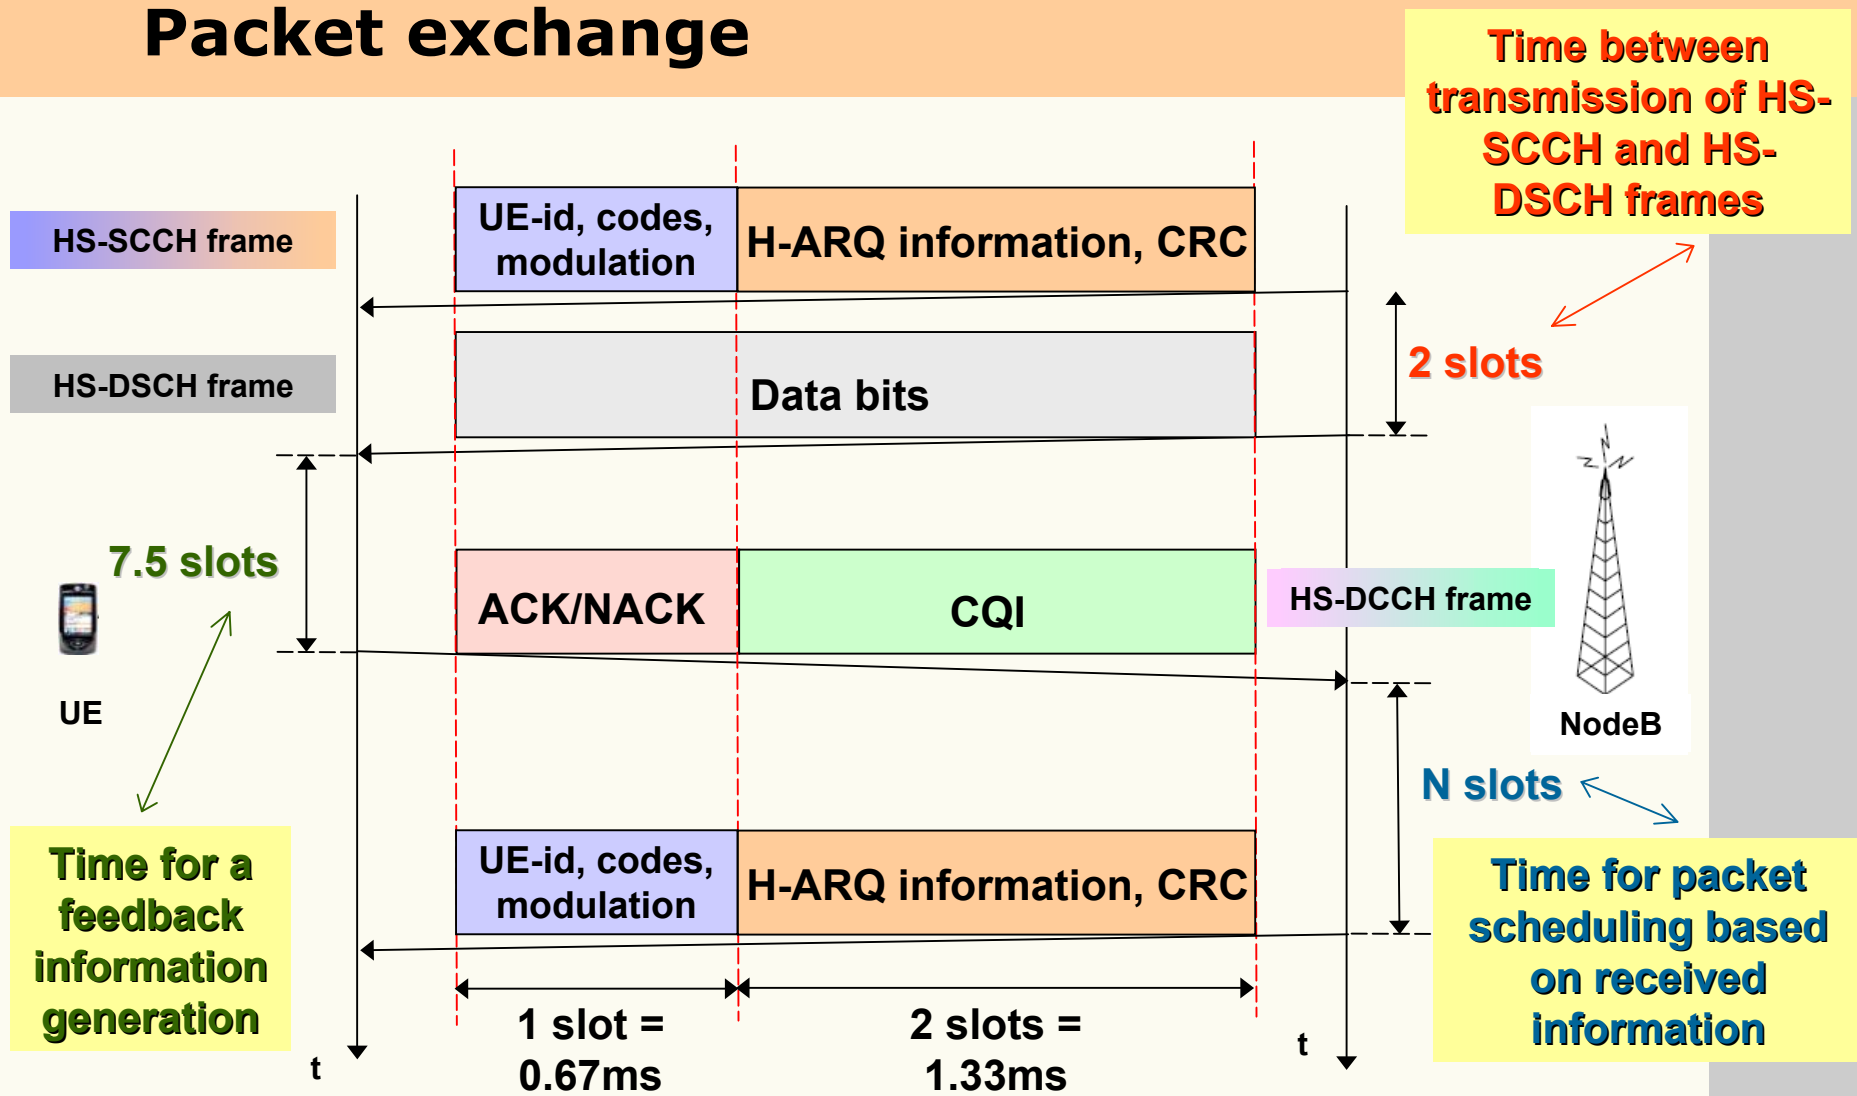 Packet exchange
Time between
transmission of HS-
SCCH and HS-
DSCH frames
HS-SCCH frame
UE-id, codes,
modulation
H-ARQ information, CRC
2 slots
HS-DSCH frame
Data bits
7.5 slots
ACK/NACK
CQI
HS-DCCH frame
UE
NodeB
N slots
Time for a
feedback
information
generation
UE-id, codes,
modulation
H-ARQ information, CRC
Time for packet
scheduling based
on received
information
1 slot =
0.67ms
2 slots =
1.33ms
t
t